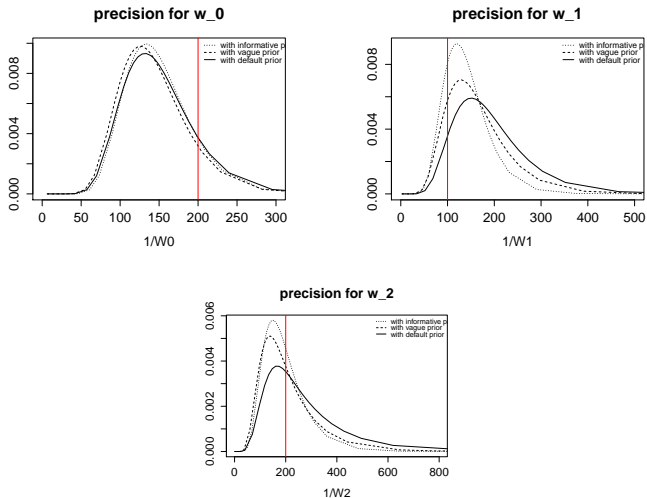 precision for w_0
with informative p
with vague prior
with default prior
0.000 0.004 0.008
0 50 100 150 200 250 300
1/W0
precision for w_1
with informative p
with vague prior
with default prior
0.000 0.004 0.008
0 100 200 300 400 500
1/W1
precision for w_2
with informative p
with vague prior
with default prior
0.000 0.002 0.004 0.006
0 200 400 600 800
1/W2